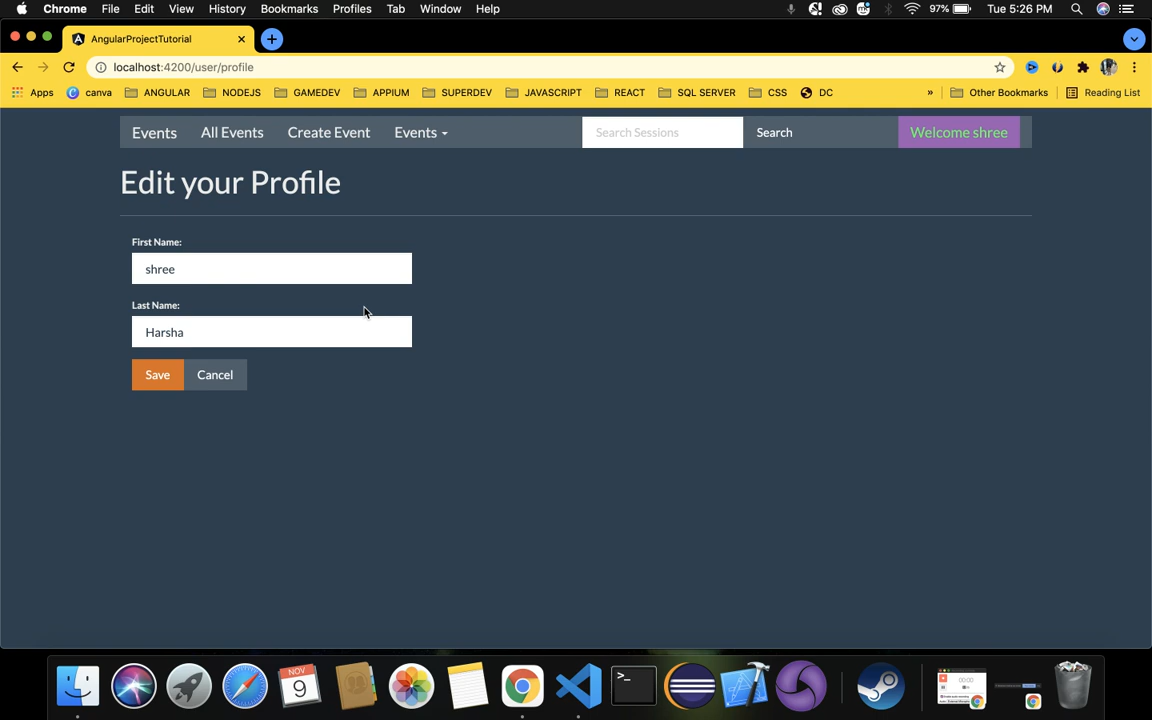 Chrome File Edit View History Bookmarks Profiles Tab Window Help 97% Tue 5:26 PM
AngularProjectTutorial
localhost:4200/user/profile
Apps canva ANGULAR NODEJS GAMEDEV APPIUM SUPERDEV JAVASCRIPT REACT SQL SERVER CSS DC » Other Bookmarks Reading List
Events All Events Create Event Events Search Sessions Search Welcome shree
Edit your Profile
First Name:
shree
Last Name:
Harsha
Save Cancel
NOV
9
>_
00:00